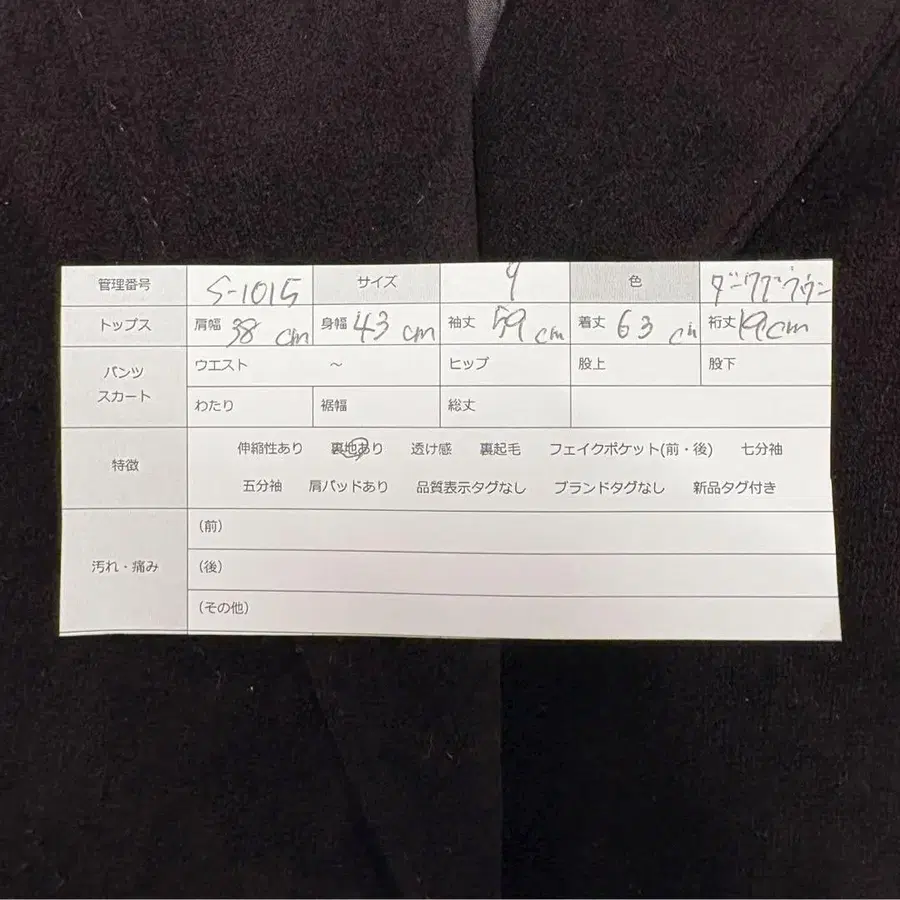 管理番号 S-1015 サイズ 9 色 ダークブラウン
トップス 肩幅 38 cm 身幅 43 cm 袖丈 59 cm 着丈 63 cm 裄丈 19cm
パンツ スカート ウエスト ～ ヒップ 股上 股下
わたり 裾幅 総丈
特徴 伸縮性あり 裏地あり 透け感 裏起毛 フェイクポケット(前・後) 七分袖
五分袖 肩パッドあり 品質表示タグなし ブランドタグなし 新品タグ付き
汚れ・痛み (前)
(後)
(その他)